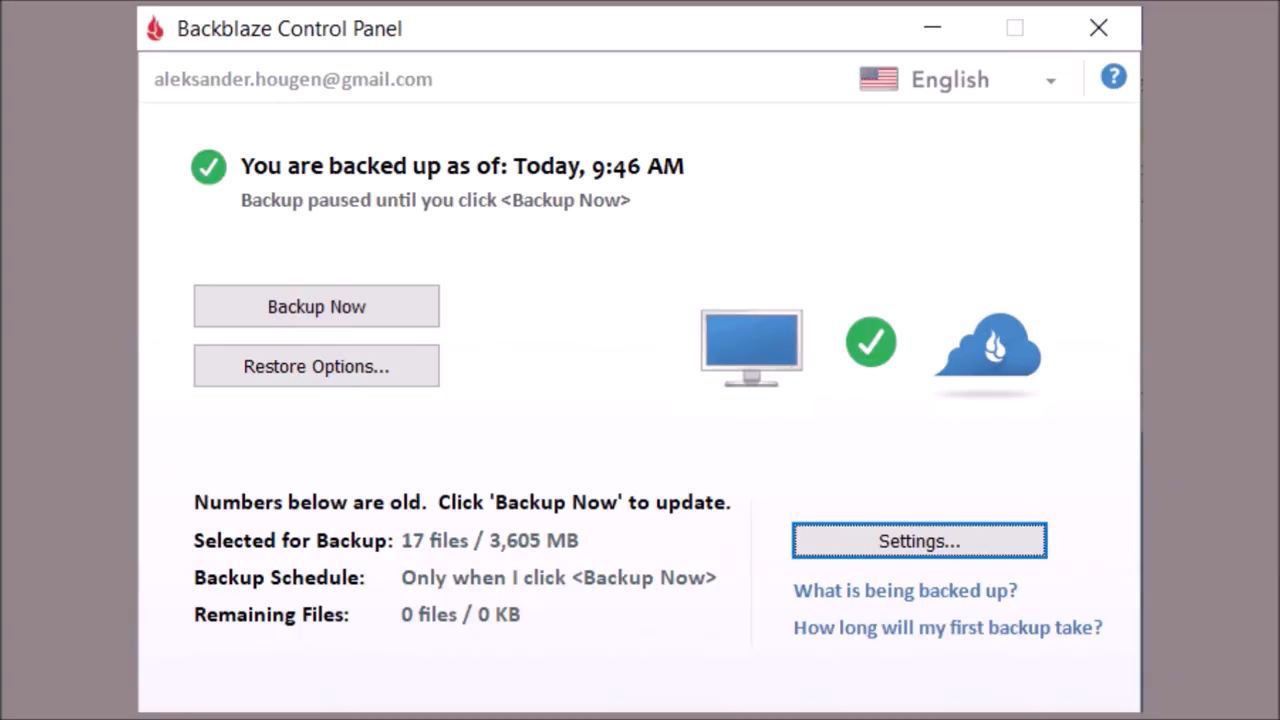 Backblaze Control Panel
aleksander.hougen@gmail.com
English
?
You are backed up as of: Today, 9:46 AM
Backup paused until you click <Backup Now>
Backup Now
Restore Options...
Numbers below are old. Click 'Backup Now' to update.
Selected for Backup: 17 files / 3,605 MB
Backup Schedule: Only when I click <Backup Now>
Remaining Files: 0 files / 0 KB
Settings...
What is being backed up?
How long will my first backup take?